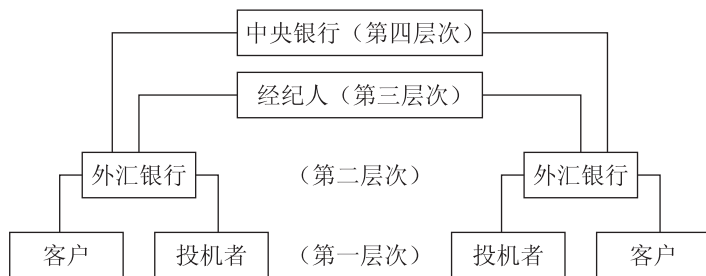 中央银行（第四层次）
经纪人（第三层次）
外汇银行 （第二层次） 外汇银行
客户 投机者 （第一层次） 投机者 客户